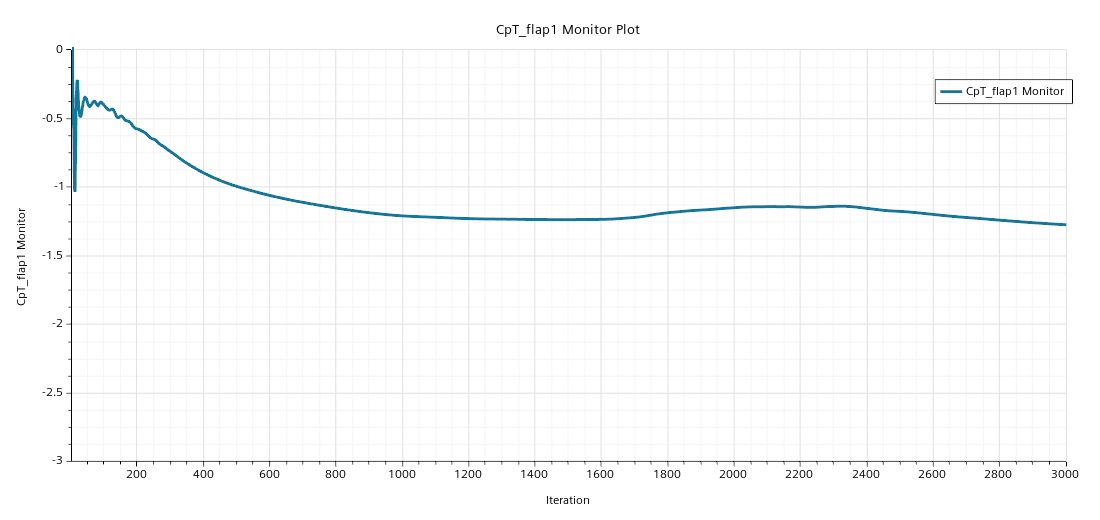 CpT_flap1 Monitor Plot
CpT_flap1 Monitor
0
-0.5
-1
-1.5
-2
-2.5
-3
CpT_flap1 Monitor
200 400 600 800 1000 1200 1400 1600 1800 2000 2200 2400 2600 2800 3000
Iteration